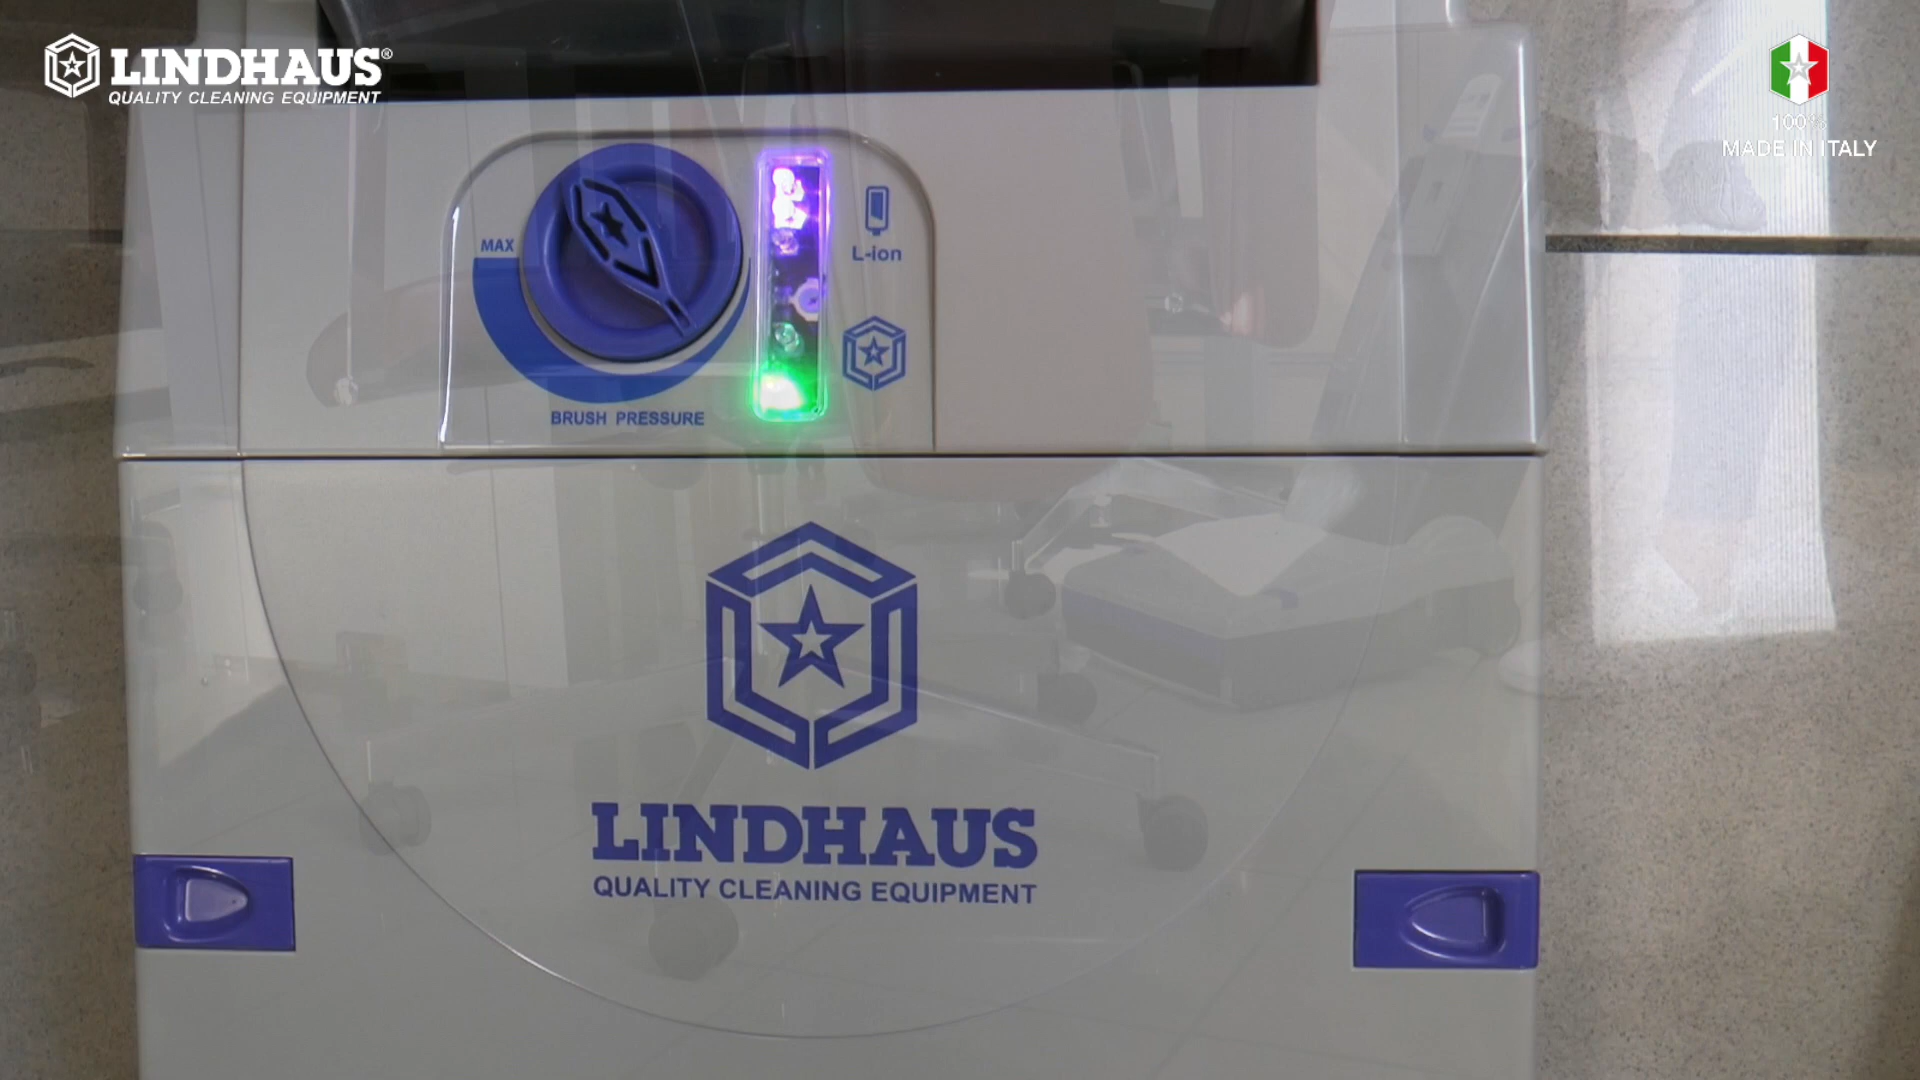 LINDHAUS®
QUALITY CLEANING EQUIPMENT
100%
MADE IN ITALY
MAX
L-ion
BRUSH PRESSURE
LINDHAUS
QUALITY CLEANING EQUIPMENT